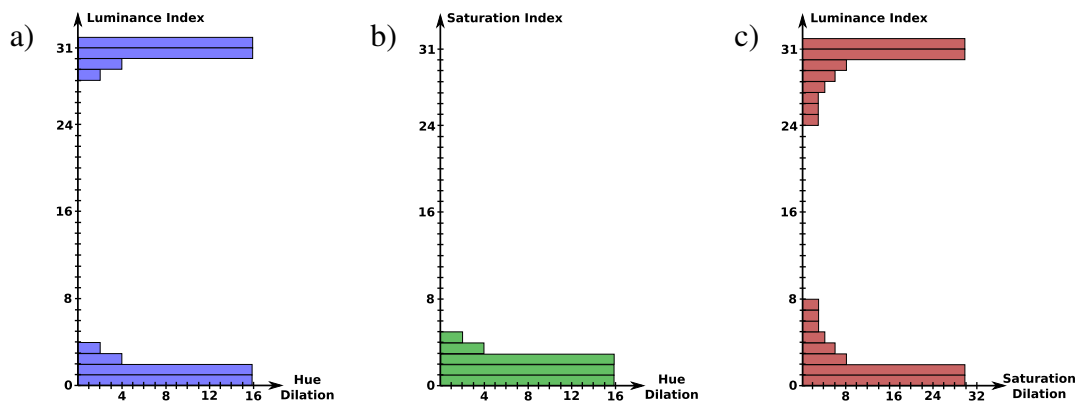 a)
Luminance Index
31
24
16
8
0
4
8
12
16
Hue
Dilation
b)
Saturation Index
31
24
16
8
0
4
8
12
16
Hue
Dilation
c)
Luminance Index
31
24
16
8
0
8
16
24
32
Saturation
Dilation